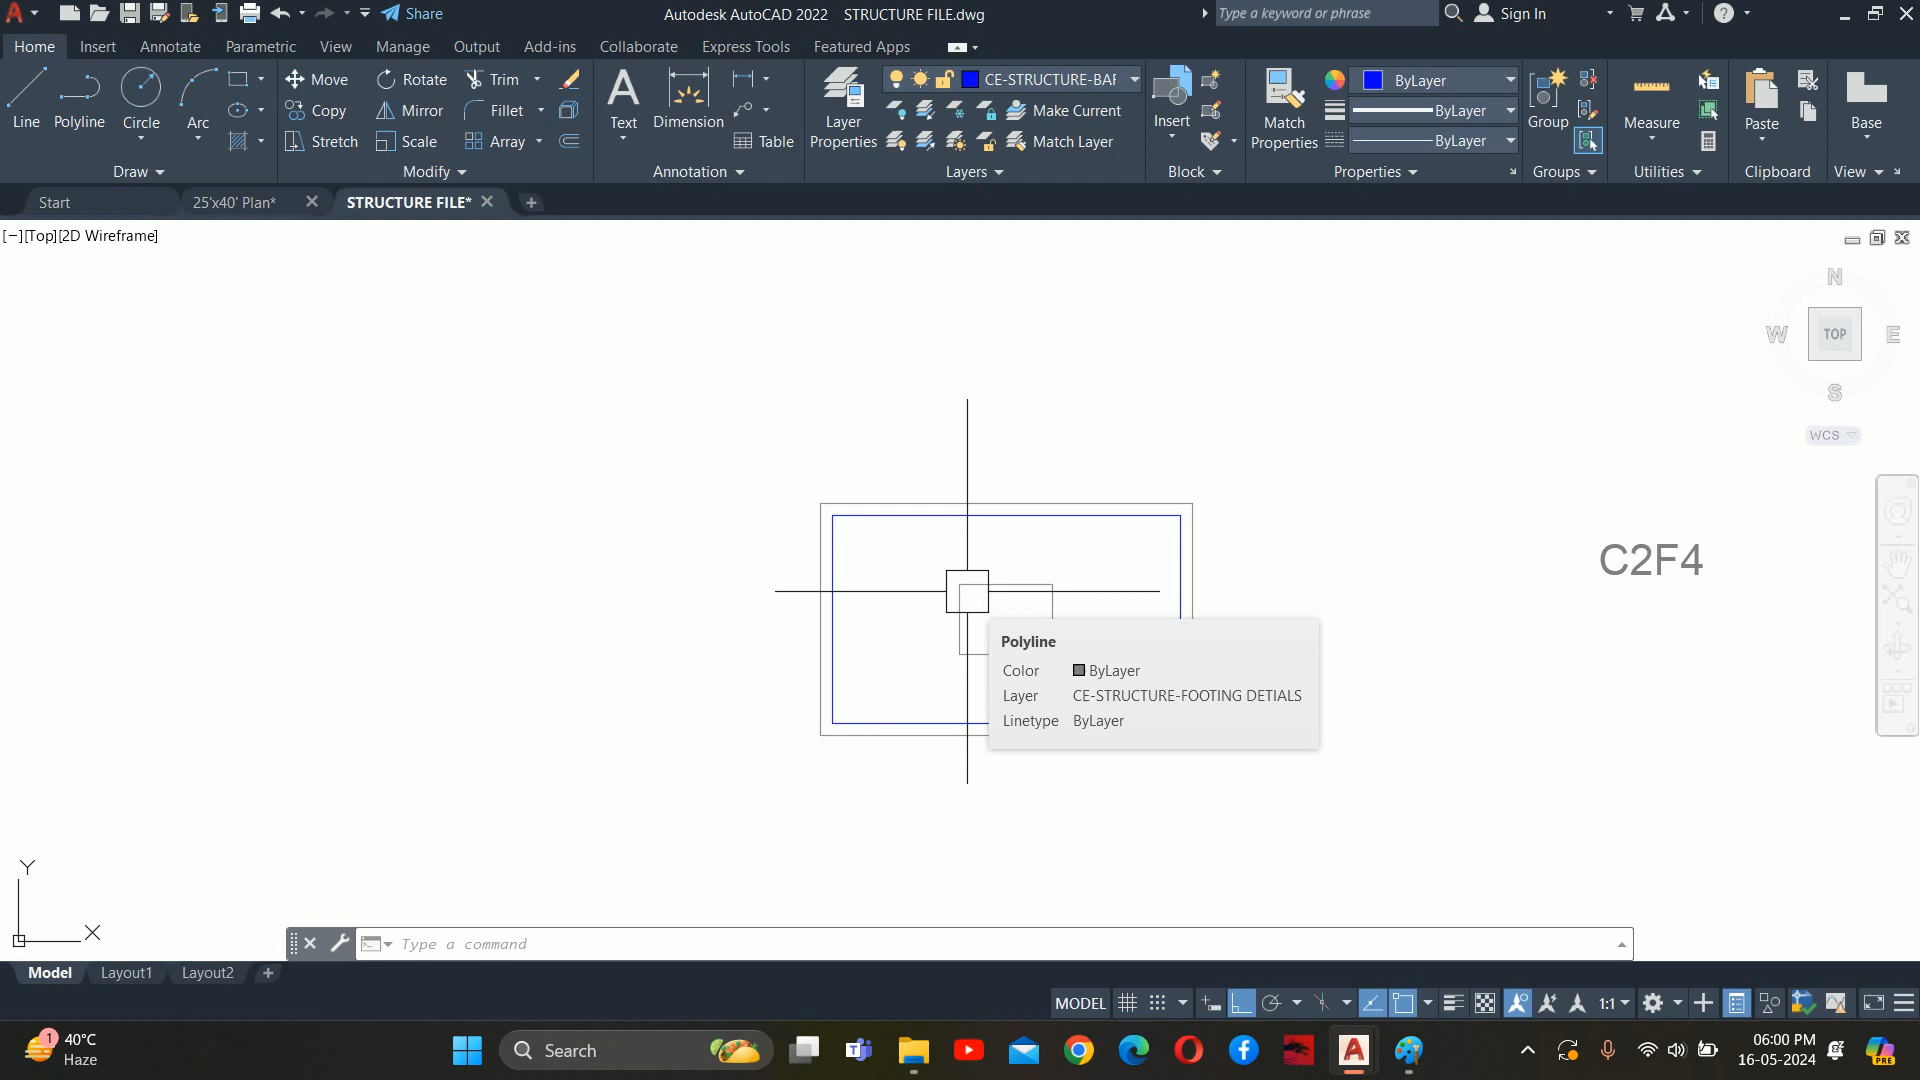 Share
Autodesk AutoCAD 2022 STRUCTURE FILE.dwg
Type a keyword or phrase
Sign In
Home Insert Annotate Parametric View Manage Output Add-ins Collaborate Express Tools Featured Apps
Line Polyline Circle Arc
Move Rotate Trim
Copy Mirror Fillet
Stretch Scale Array
Text Dimension Table
Layer Properties
CE-STRUCTURE-BAR
Make Current
Match Layer
Insert
Match Properties
ByLayer
ByLayer
ByLayer
Group Measure Paste Base
Draw Modify Annotation Layers Block Properties Groups Utilities Clipboard View
Start 25'x40' Plan* STRUCTURE FILE*
[−][Top][2D Wireframe]
N
W TOP E
S
WCS
C2F4
Polyline
Color ByLayer
Layer CE-STRUCTURE-FOOTING DETIALS
Linetype ByLayer
Y
X
Type a command
Model Layout1 Layout2
MODEL 1:1
1 40°C
Haze
Search
PRE
06:00 PM
16-05-2024